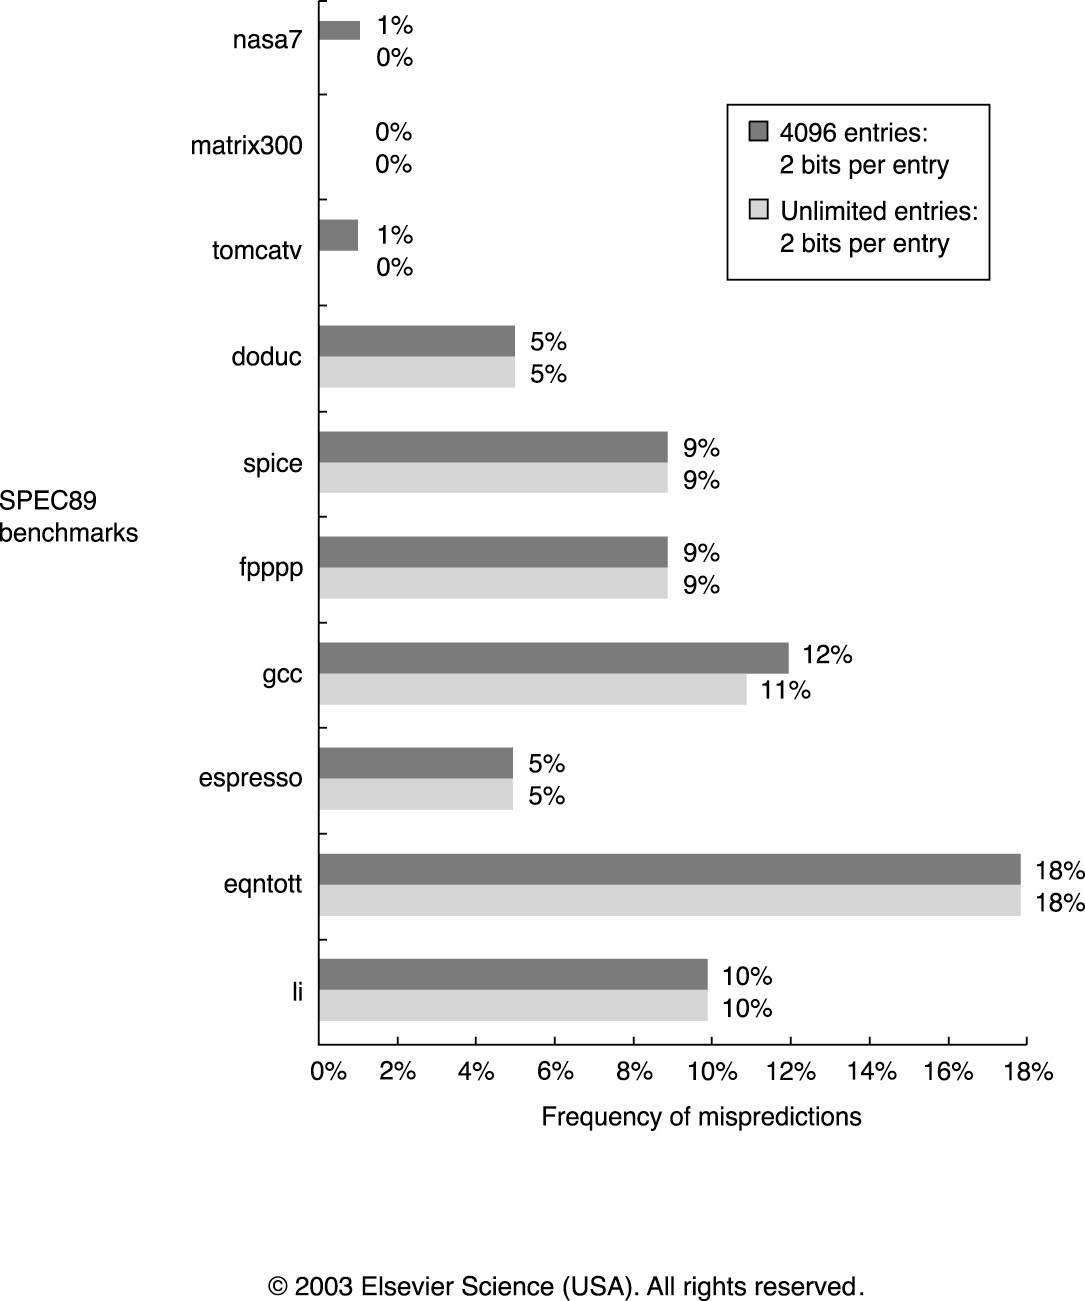 nasa7
1%
0%
matrix300
0%
0%
4096 entries:
2 bits per entry
Unlimited entries:
2 bits per entry
tomcatv
1%
0%
doduc
5%
5%
spice
9%
9%
SPEC89
benchmarks
fpppp
9%
9%
gcc
12%
11%
espresso
5%
5%
eqntott
18%
18%
li
10%
10%
0% 2% 4% 6% 8% 10% 12% 14% 16% 18%
Frequency of mispredictions
© 2003 Elsevier Science (USA). All rights reserved.